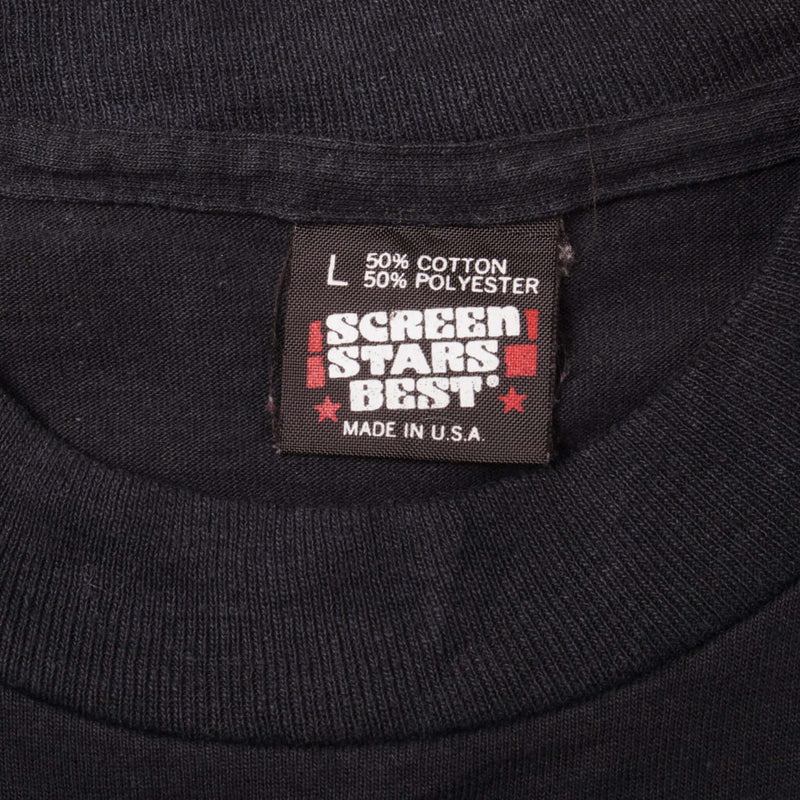 L 50% COTTON
50% POLYESTER
SCREEN
STARS
BEST®
MADE IN U.S.A.